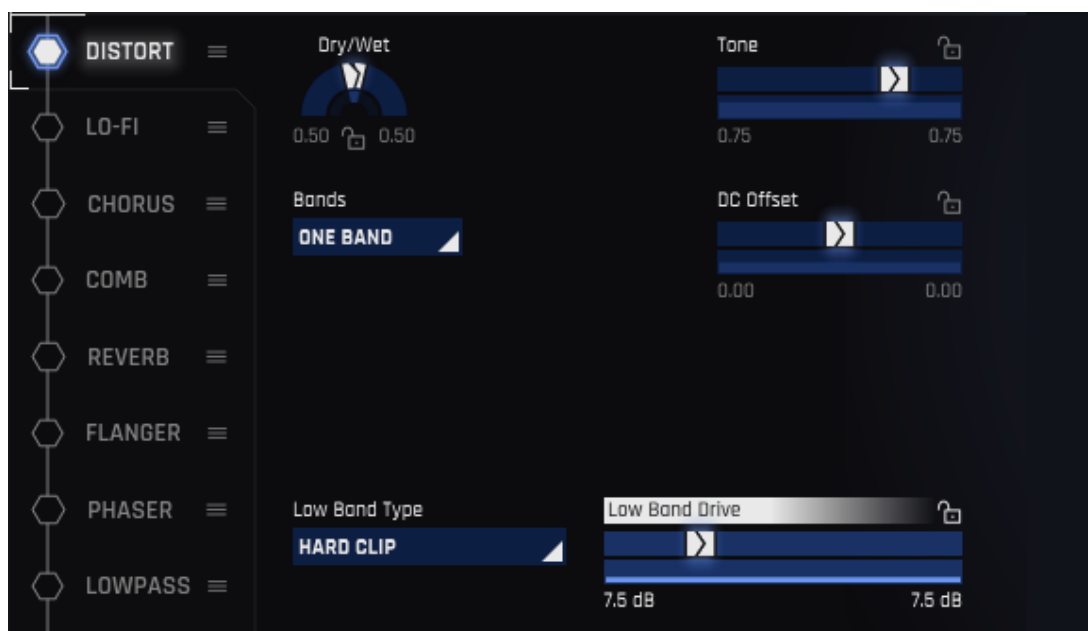 DISTORT
LO-FI
CHORUS
COMB
REVERB
FLANGER
PHASER
LOWPASS
Dry/Wet
0.50 0.50
Tone
0.75 0.75
Bands
ONE BAND
DC Offset
0.00 0.00
Low Band Type
HARD CLIP
Low Band Drive
7.5 dB 7.5 dB